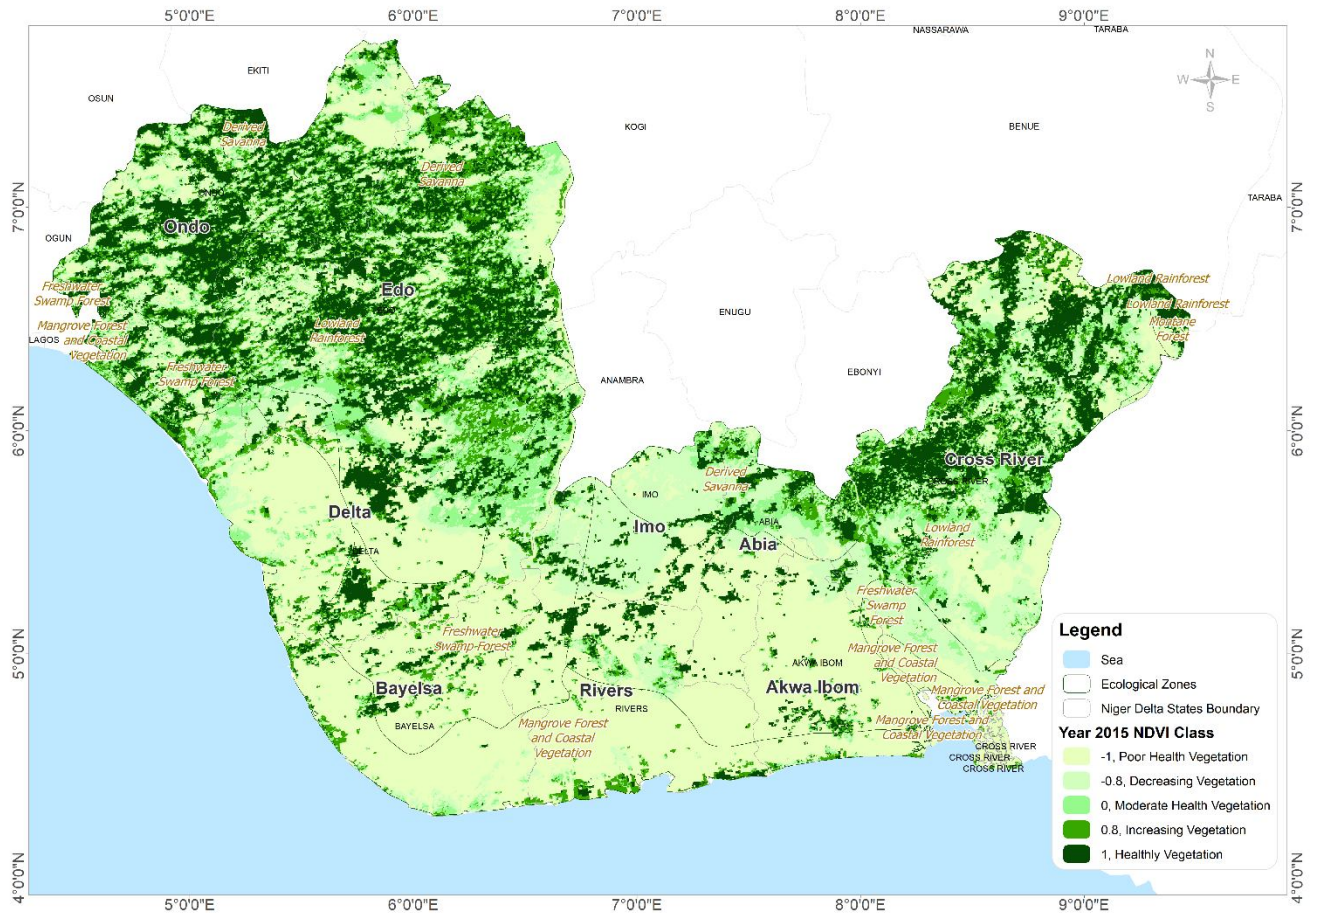 5°0'0"E
6°0'0"E
7°0'0"E
8°0'0"E
9°0'0"E
NASSARAWA
TARABA
N
W
E
S
EKITI
OSUN
KOGI
BENUE
Derived
Savanna
Derived
Savanna
ONDO
7°0'0"N
7°0'0"N
TARABA
Ondo
OGUN
Freshwater
Swamp Forest
Mangrove Forest
and Coastal
Vegetation
LAGOS
Edo
Lowland
Rainforest
Freshwater
Swamp Forest
ENUGU
ANAMBRA
EBONYI
Lowland Rainforest
Lowland Rainforest
Montane
Forest
6°0'0"N
6°0'0"N
Cross River
CROSS RIVER
Derived
Savanna
IMO
Delta
Imo
ABIA
Abia
DELTA
Lowland
Rainforest
Freshwater
Swamp
Forest
Freshwater
Swamp Forest
5°0'0"N
5°0'0"N
Mangrove Forest
and Coastal
Vegetation
AKWA IBOM
Bayelsa
Rivers
Akwa Ibom
BAYELSA
RIVERS
Mangrove Forest
and Coastal
Vegetation
Mangrove Forest and
Coastal Vegetation
Mangrove Forest and
Coastal Vegetation
CROSS RIVER
CROSS RIVER
CROSS RIVER
Legend
Sea
Ecological Zones
Niger Delta States Boundary
Year 2015 NDVI Class
-1, Poor Health Vegetation
-0.8, Decreasing Vegetation
0, Moderate Health Vegetation
0.8, Increasing Vegetation
1, Healthly Vegetation
4°0'0"N
4°0'0"N
5°0'0"E
6°0'0"E
7°0'0"E
8°0'0"E
9°0'0"E